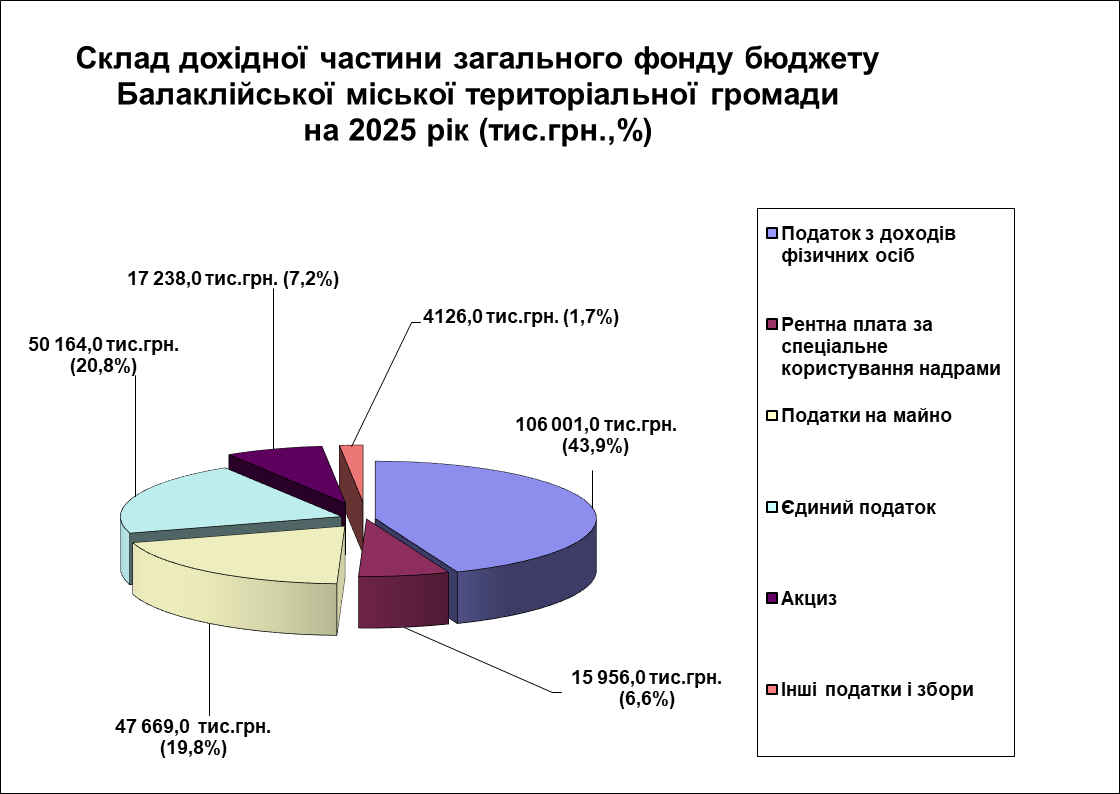 Склад дохідної частини загального фонду бюджету
Балаклійської міської територіальної громади
на 2025 рік (тис.грн.,%)
17 238,0 тис.грн. (7,2%)
4126,0 тис.грн. (1,7%)
50 164,0 тис.грн.
(20,8%)
106 001,0 тис.грн.
(43,9%)
15 956,0 тис.грн.
(6,6%)
47 669,0 тис.грн.
(19,8%)
Податок з доходів
фізичних осіб
Рентна плата за
спеціальне
користування надрами
Податки на майно
Єдиний податок
Акциз
Інші податки і збори